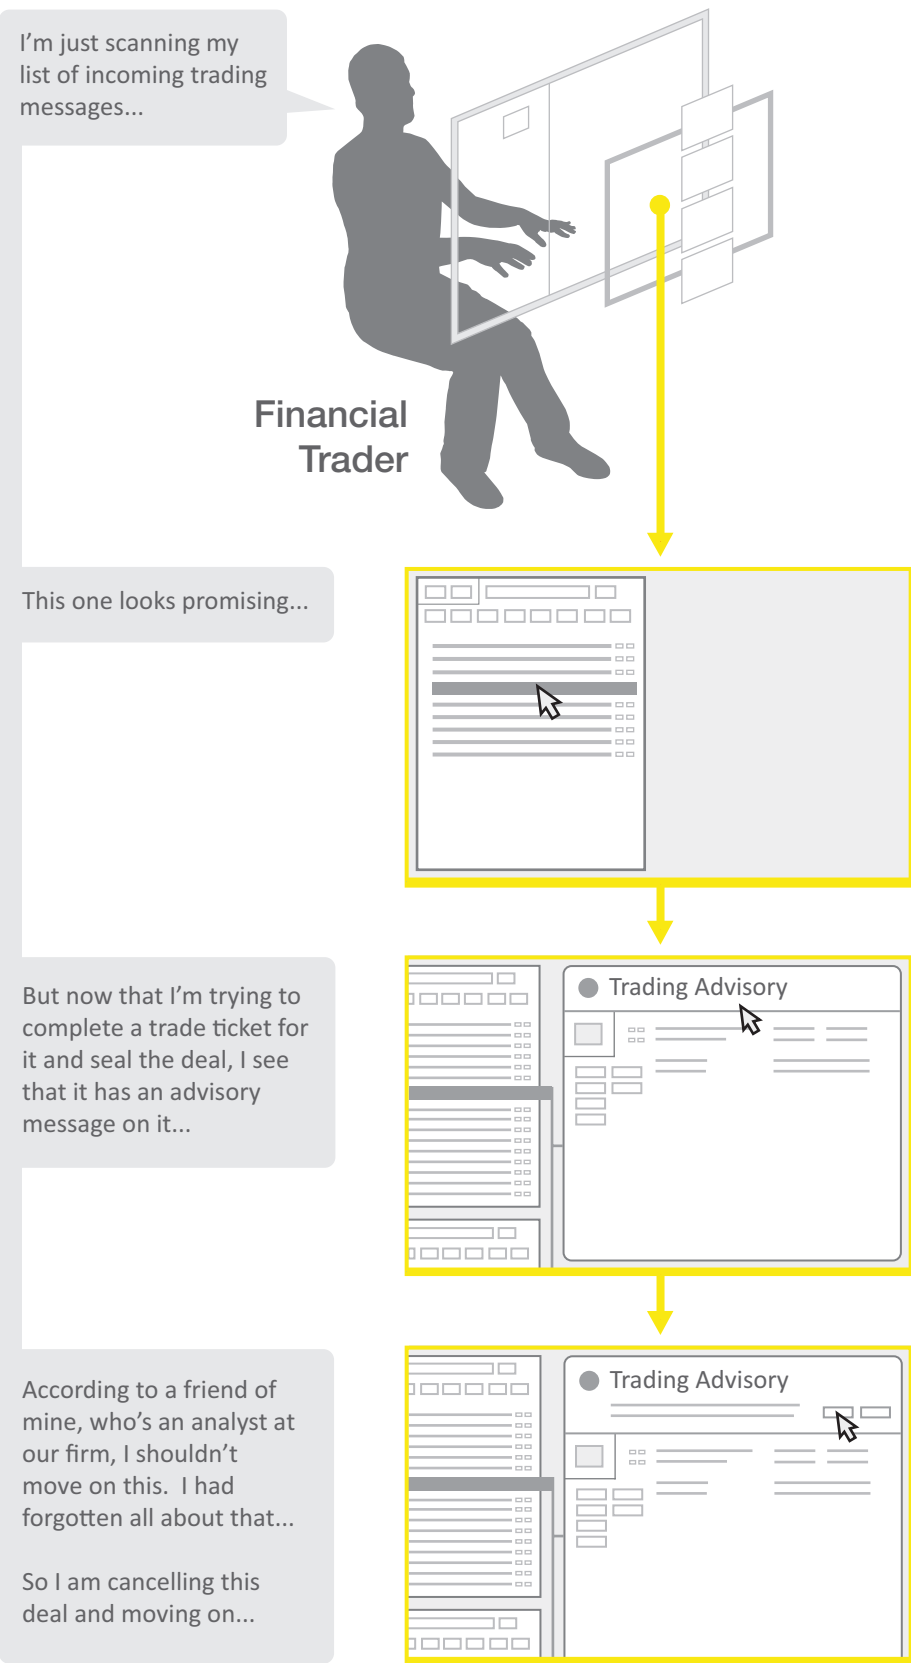 I'm just scanning my
list of incoming trading
messages...
Financial
Trader
This one looks promising...
But now that I'm trying to
complete a trade ticket for
it and seal the deal, I see
that it has an advisory
message on it...
Trading Advisory
According to a friend of
mine, who's an analyst at
our firm, I shouldn't
move on this.  I had
forgotten all about that...
So I am cancelling this
deal and moving on...
Trading Advisory